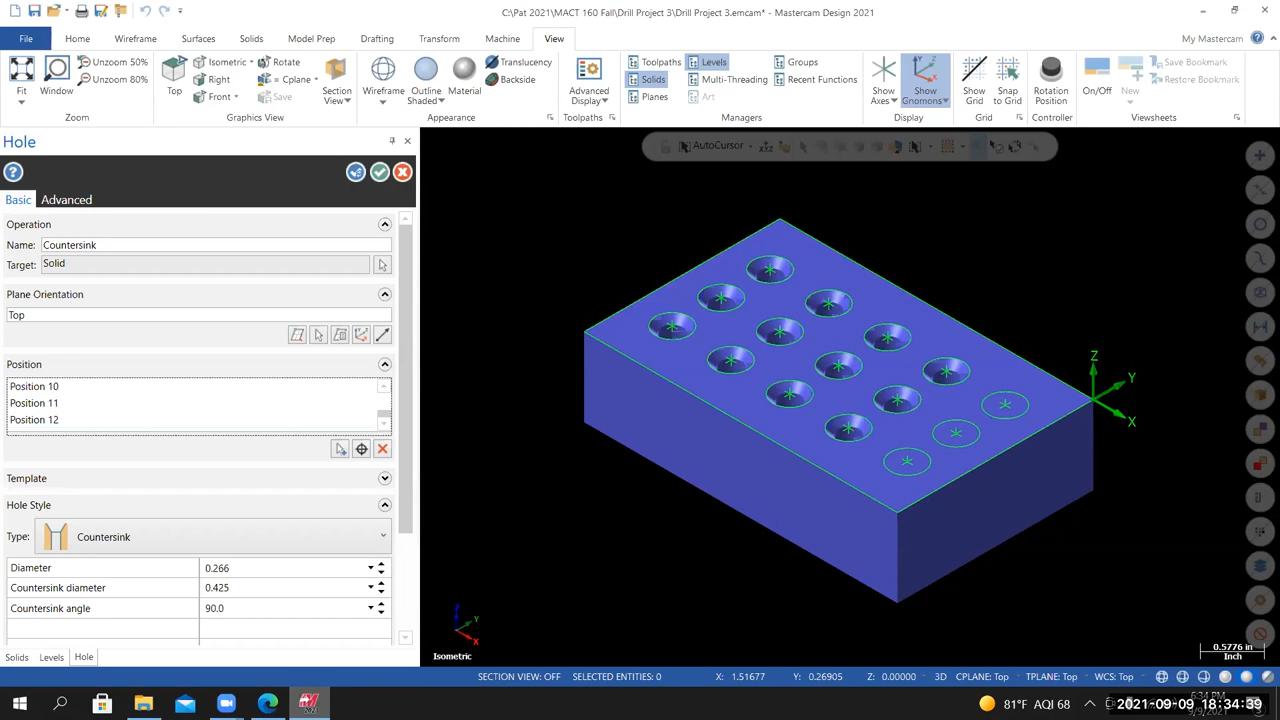 C:\Pat 2021\MACT 160 Fall\Drill Project 3\Drill Project 3.emcam* - Mastercam Design 2021
File Home Wireframe Surfaces Solids Model Prep Drafting Transform Machine View My Mastercam
Fit Window Unzoom 50% Unzoom 80% Top Isometric Right Front Rotate = Cplane Save Section View Wireframe Outline Shaded Material Translucency Backside Advanced Display Toolpaths Solids Planes Levels Multi-Threading Art Groups Recent Functions Show Axes Show Gnomons Show Grid Snap to Grid Rotation Position On/Off New Save Bookmark Restore Bookmark
Zoom Graphics View Appearance Toolpaths Managers Display Grid Controller Viewsheets
Hole
AutoCursor
Basic Advanced
Operation
Name: Countersink
Target: Solid
Plane Orientation
Top
Position
Position 10
Position 11
Position 12
Template
Hole Style
Type: Countersink
Diameter 0.266
Countersink diameter 0.425
Countersink angle 90.0
Z
Y
X
Z
Y
X
Isometric
0.5776 in
Inch
Solids Levels Hole
SECTION VIEW: OFF SELECTED ENTITIES: 0 X: 1.51677 Y: 0.26905 Z: 0.00000 3D CPLANE: Top TPLANE: Top WCS: Top
81°F AQI 68
6:34 PM
2021-09-09 18:34:39
9/9/2021